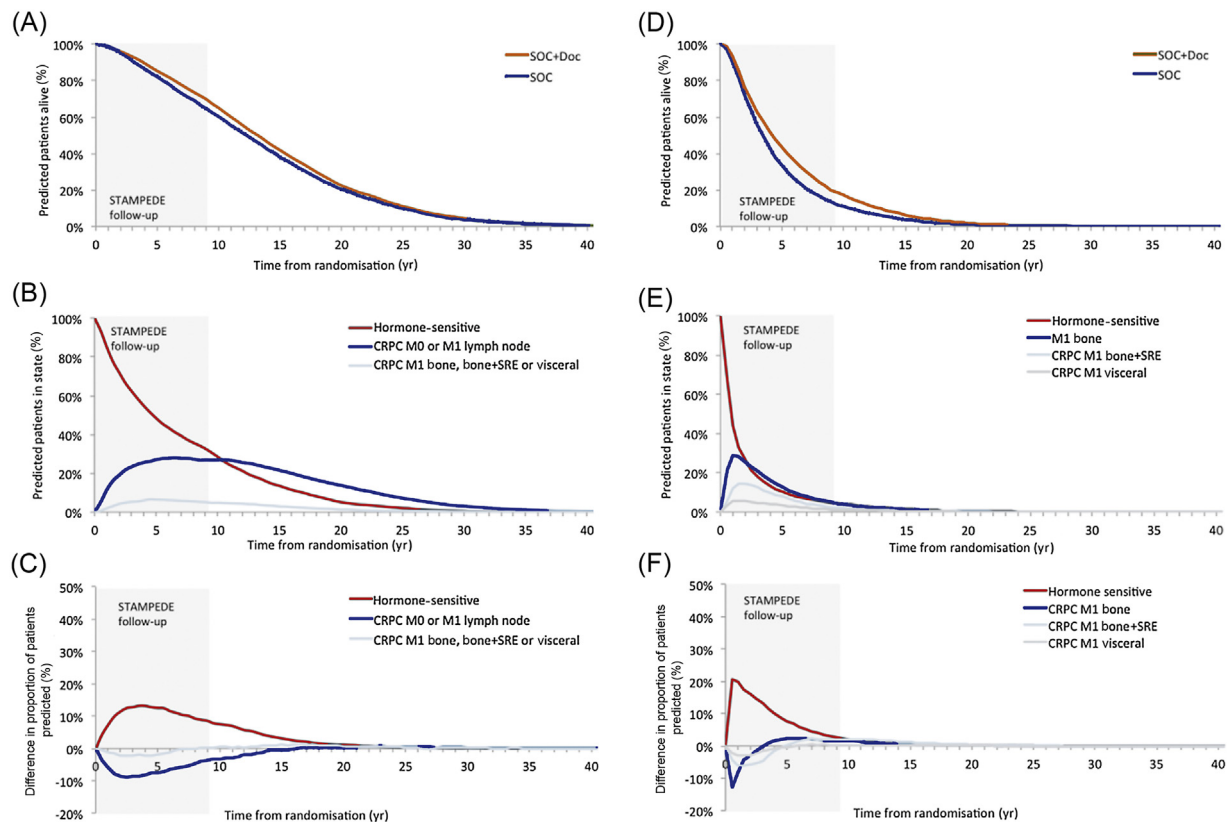 (A)
Predicted patients alive (%)
100%
80%
60%
40%
20%
0%
SOC+Doc
SOC
STAMPEDE
follow-up
0 5 10 15 20 25 30 35 40
Time from randomisation (yr)
(D)
Predicted patients alive (%)
100%
80%
60%
40%
20%
0%
SOC+Doc
SOC
STAMPEDE
follow-up
0 5 10 15 20 25 30 35 40
Time from randomisation (yr)
(B)
Predicted patients in state (%)
100%
80%
60%
40%
20%
0%
STAMPEDE
follow-up
Hormone-sensitive
CRPC M0 or M1 lymph node
CRPC M1 bone, bone+SRE or visceral
0 5 10 15 20 25 30 35 40
Time from randomisation (yr)
(E)
Predicted patients in state (%)
100%
80%
60%
40%
20%
0%
STAMPEDE
follow-up
Hormone-sensitive
M1 bone
CRPC M1 bone+SRE
CRPC M1 visceral
0 5 10 15 20 25 30 35 40
Time from randomisation (yr)
(C)
Difference in proportion of patients
predicted (%)
50%
40%
30%
20%
10%
0%
-10%
-20%
STAMPEDE
follow-up
Hormone-sensitive
CRPC M0 or M1 lymph node
CRPC M1 bone, bone+SRE or visceral
0 5 10 15 20 25 30 35 40
Time from randomisation (yr)
(F)
Difference in proportion of patients
predicted (%)
50%
40%
30%
20%
10%
0%
-10%
-20%
STAMPEDE
follow-up
Hormone sensitive
CRPC M1 bone
CRPC M1 bone+SRE
CRPC M1 visceral
0 5 10 15 20 25 30 35 40
Time from randomisation (yr)